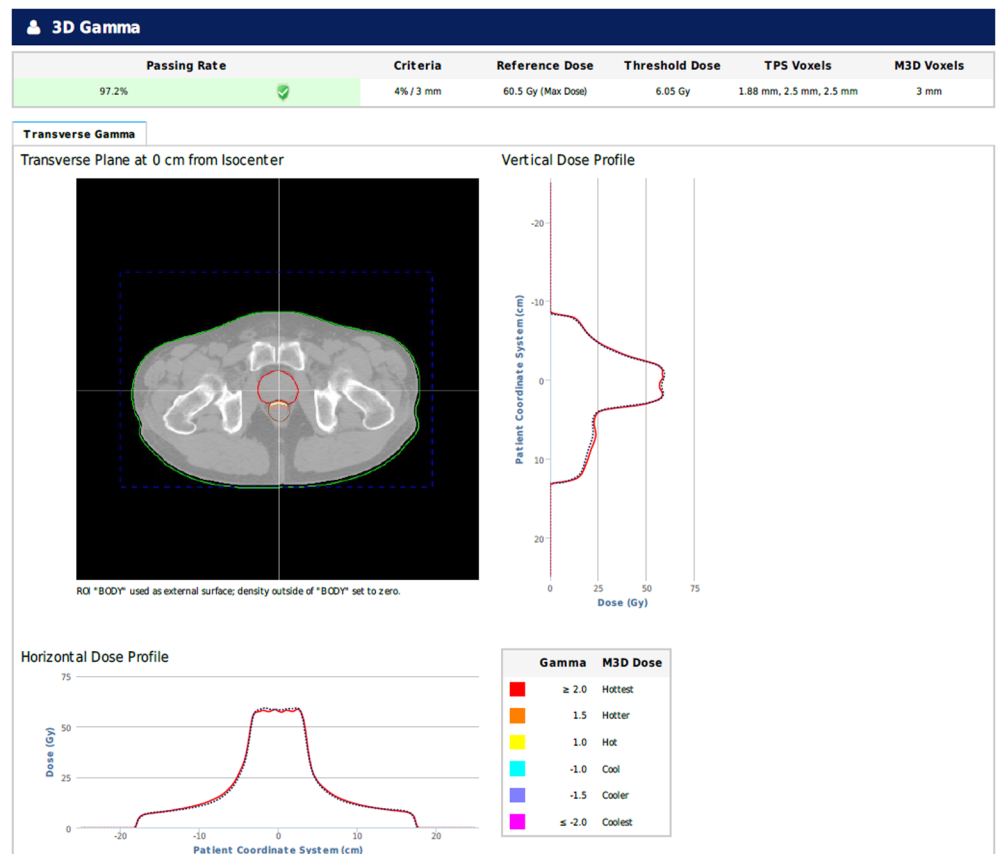 3D Gamma
Passing Rate Criteria Reference Dose Threshold Dose TPS Voxels M3D Voxels
97.2% 4% / 3 mm 60.5 Gy (Max Dose) 6.05 Gy 1.88 mm, 2.5 mm, 2.5 mm 3 mm
Transverse Gamma
Transverse Plane at 0 cm from Isocenter
ROI "BODY" used as external surface; density outside of "BODY" set to zero.
Vertical Dose Profile
Patient Coordinate System (cm)
-20
-10
0
10
20
0 25 50 75
Dose (Gy)
Horizontal Dose Profile
Dose (Gy)
75
50
25
0
-20 -10 0 10 20
Patient Coordinate System (cm)
Gamma M3D Dose
≥ 2.0 Hottest
1.5 Hotter
1.0 Hot
-1.0 Cool
-1.5 Cooler
≤ -2.0 Coolest